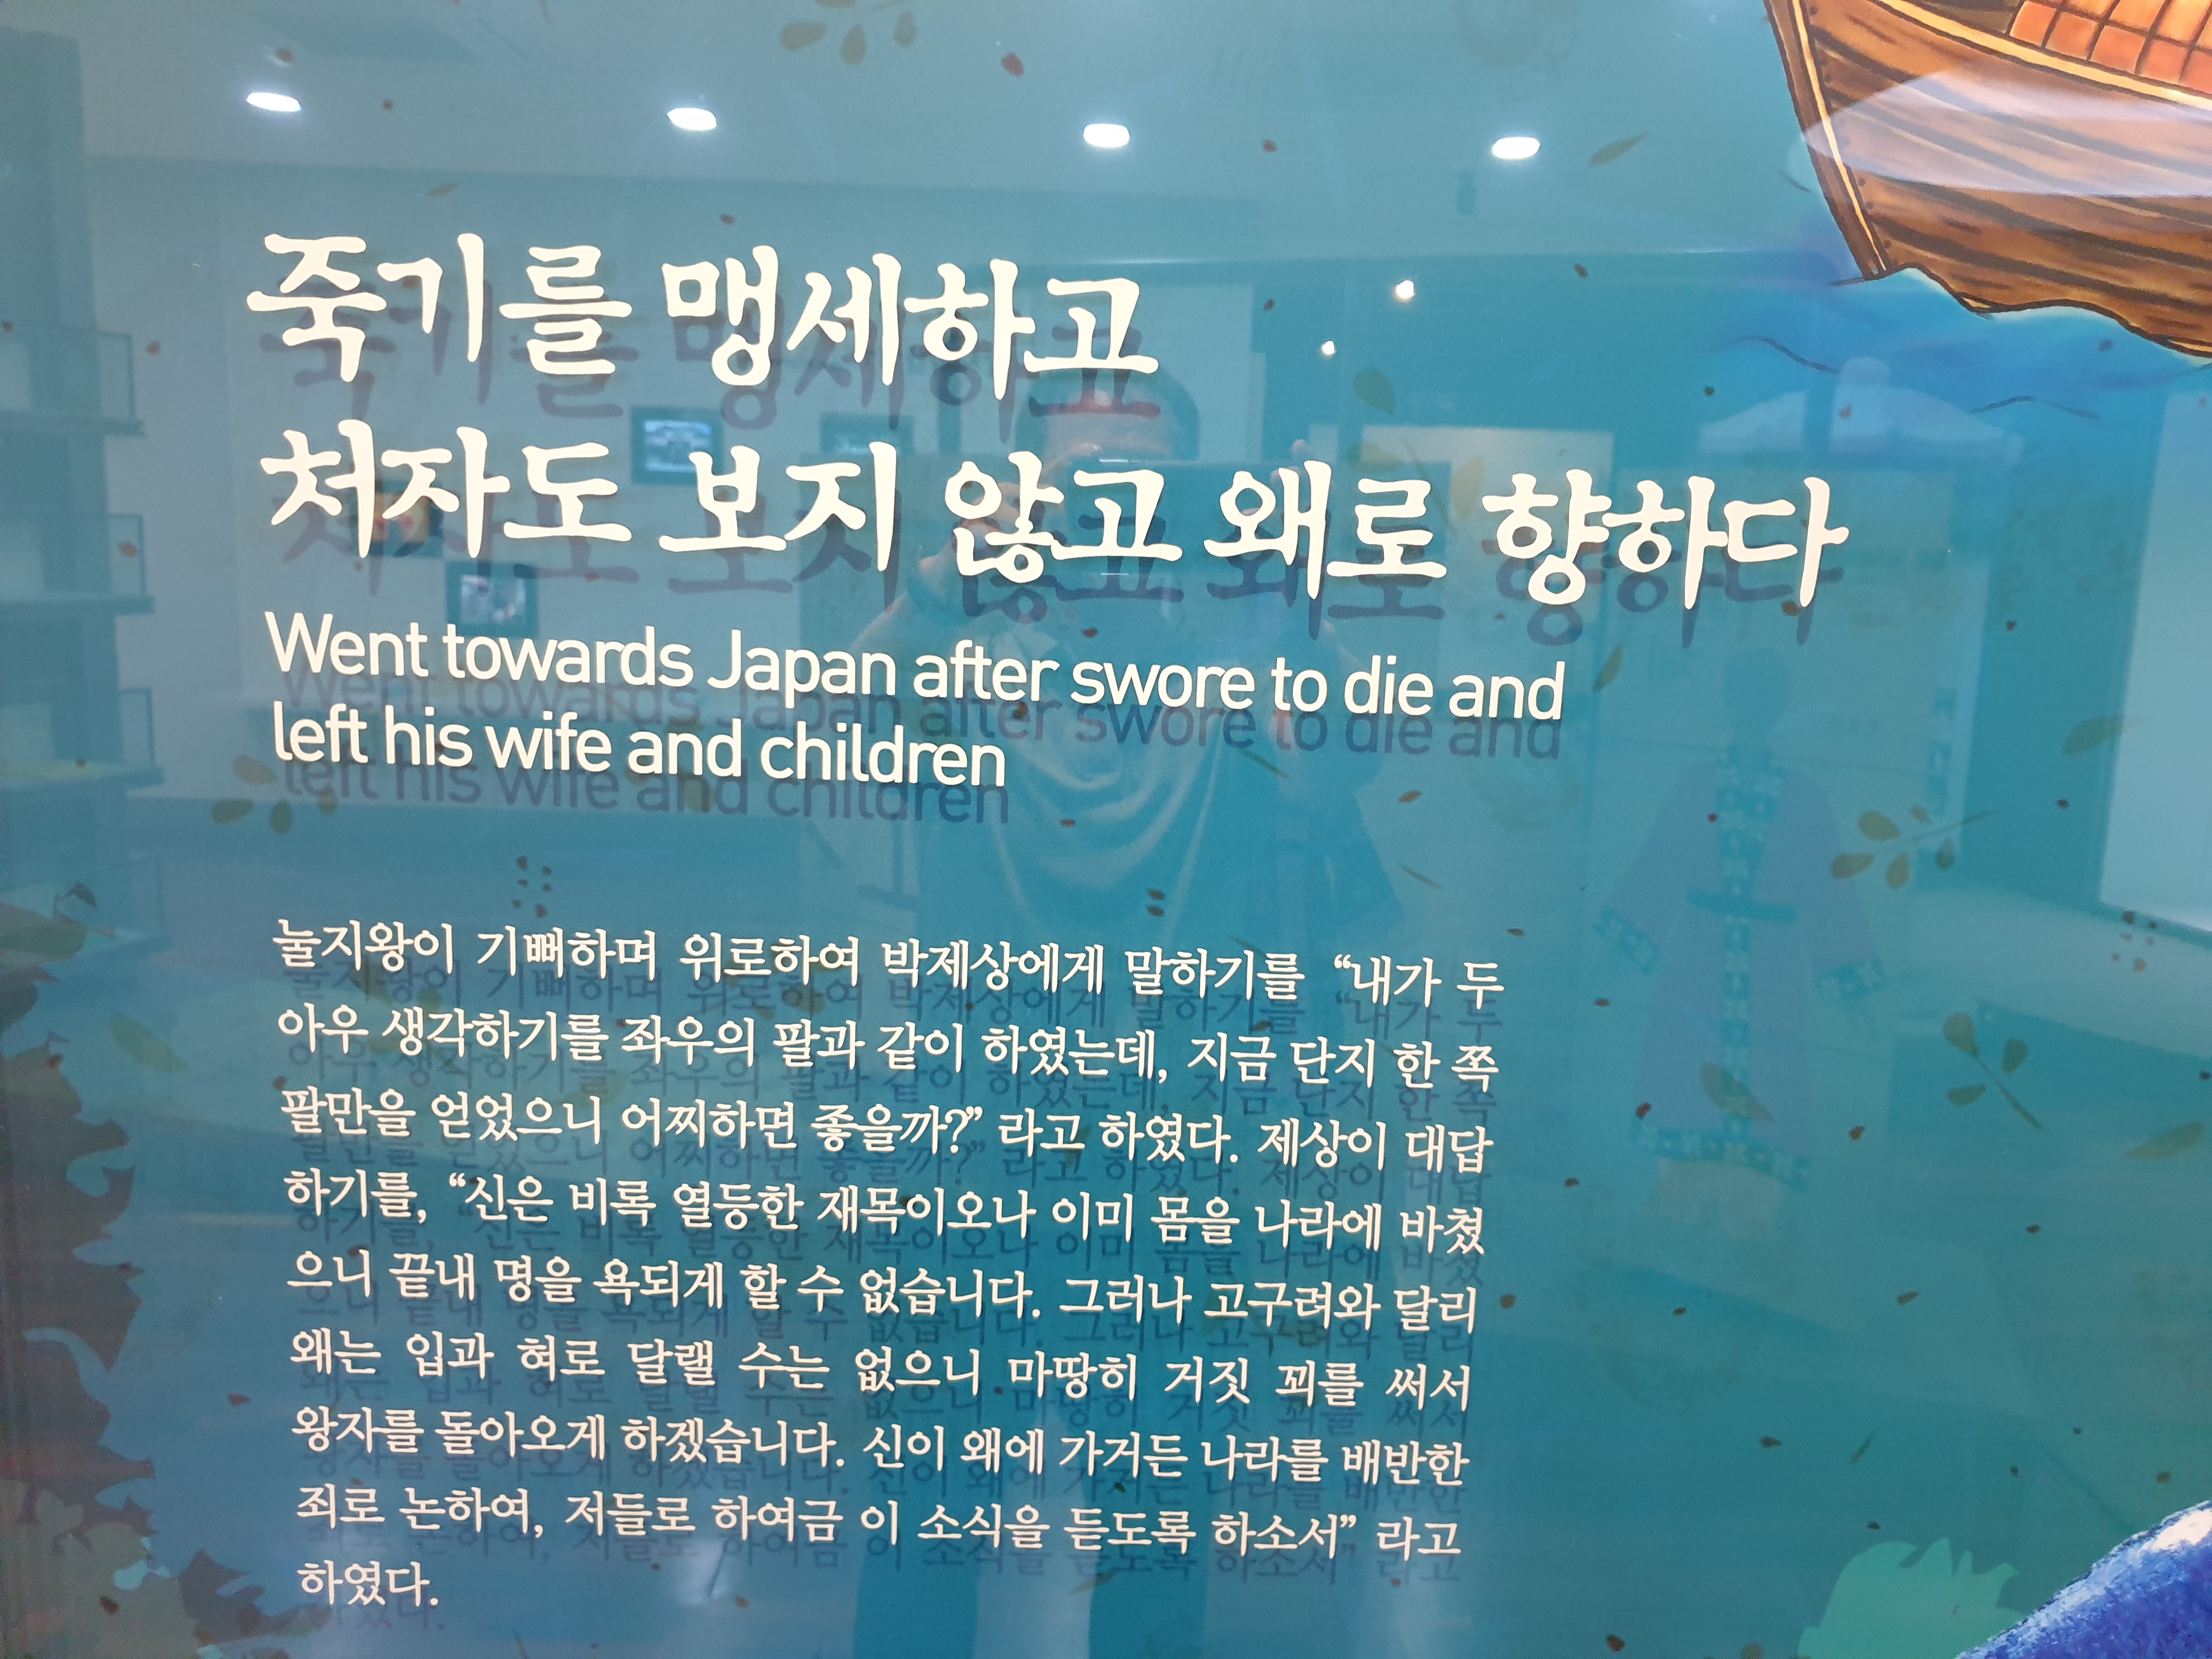 죽기를 맹세하고
처자도 보지 않고 왜로 향하다
Went towards Japan after swore to die and
left his wife and children
눌지왕이 기뻐하며 위로하여 박제상에게 말하기를 “내가 두
아우 생각하기를 좌우의 팔과 같이 하였는데, 지금 단지 한 쪽
팔만을 얻었으니 어찌하면 좋을까?” 라고 하였다. 제상이 대답
하기를, “신은 비록 열등한 재목이오나 이미 몸을 나라에 바쳤
으니 끝내 명을 욕되게 할 수 없습니다. 그러나 고구려와 달리
왜는 입과 혀로 달랠 수는 없으니 마땅히 거짓 꾀를 써서
왕자를 돌아오게 하겠습니다. 신이 왜에 가거든 나라를 배반한
죄로 논하여, 저들로 하여금 이 소식을 듣도록 하소서” 라고
하였다.